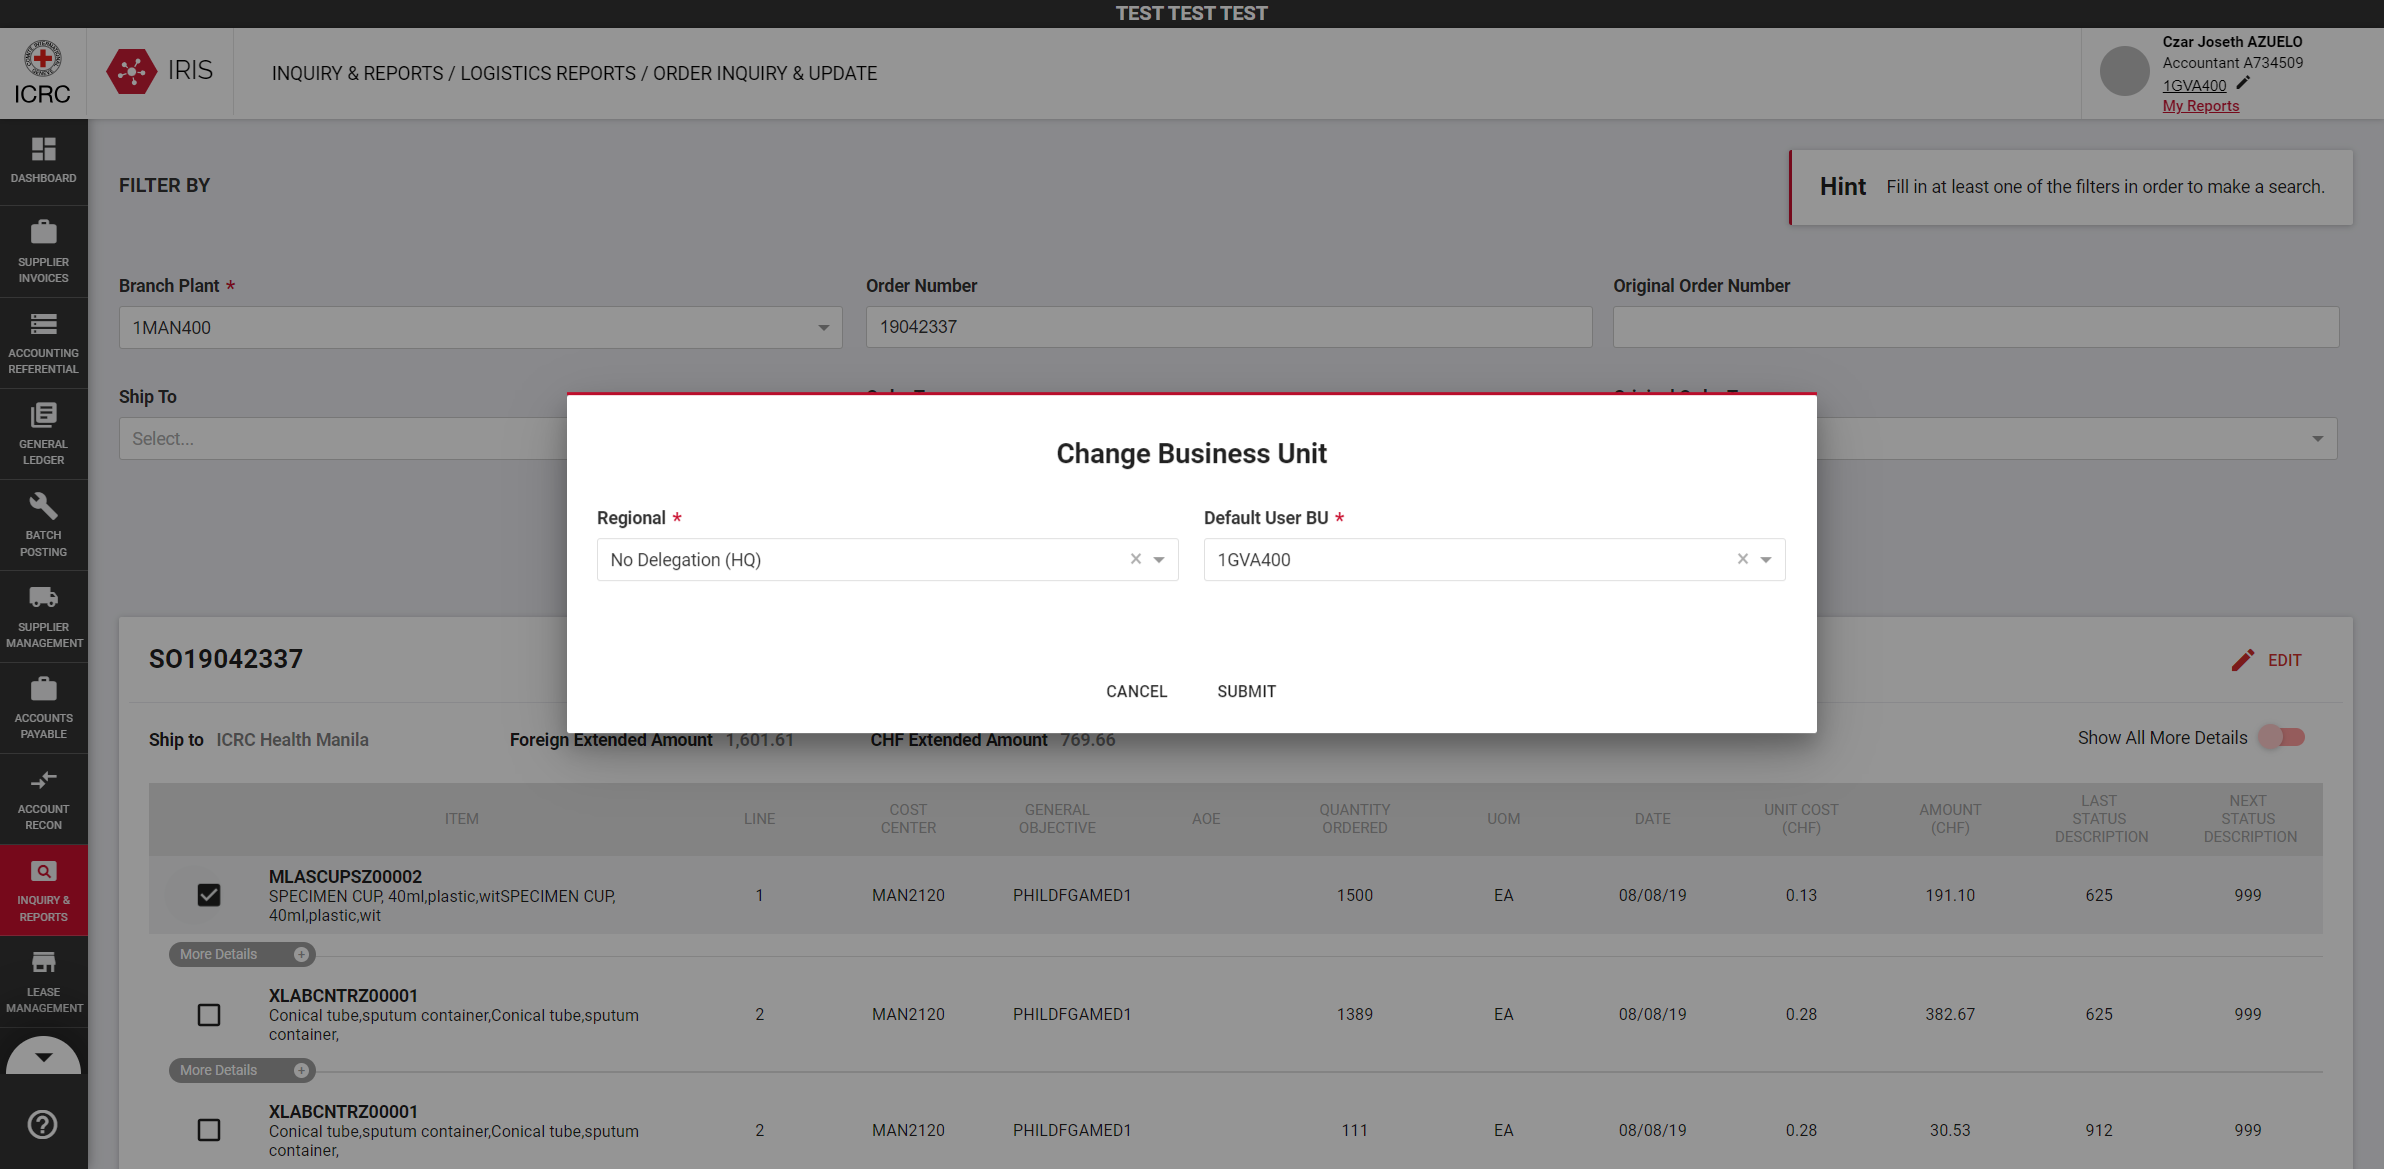 TEST TEST TEST
ICRC
IRIS
INQUIRY & REPORTS / LOGISTICS REPORTS / ORDER INQUIRY & UPDATE
Czar Joseth AZUELO
Accountant A734509
1GVA400
My Reports
DASHBOARD
SUPPLIER
INVOICES
ACCOUNTING
REFERENTIAL
GENERAL
LEDGER
BATCH
POSTING
SUPPLIER
MANAGEMENT
ACCOUNTS
PAYABLE
ACCOUNT
RECON
INQUIRY &
REPORTS
LEASE
MANAGEMENT
FILTER BY
Hint Fill in at least one of the filters in order to make a search.
Branch Plant *
1MAN400
Order Number
19042337
Original Order Number
Ship To
Select...
Change Business Unit
Regional *
No Delegation (HQ)
Default User BU *
1GVA400
CANCEL SUBMIT
SO19042337
EDIT
Ship to ICRC Health Manila Foreign Extended Amount 1,601.61 CHF Extended Amount 769.66 Show All More Details
ITEM LINE COST CENTER GENERAL OBJECTIVE AOE QUANTITY ORDERED UOM DATE UNIT COST (CHF) AMOUNT (CHF) LAST STATUS DESCRIPTION NEXT STATUS DESCRIPTION
MLASCUPSZ00002
SPECIMEN CUP, 40ml,plastic,witSPECIMEN CUP,
40ml,plastic,wit
1 MAN2120 PHILDFGAMED1 1500 EA 08/08/19 0.13 191.10 625 999
More Details
XLABCNTRZ00001
Conical tube,sputum container,Conical tube,sputum
container,
2 MAN2120 PHILDFGAMED1 1389 EA 08/08/19 0.28 382.67 625 999
More Details
XLABCNTRZ00001
Conical tube,sputum container,Conical tube,sputum
container,
2 MAN2120 PHILDFGAMED1 111 EA 08/08/19 0.28 30.53 912 999